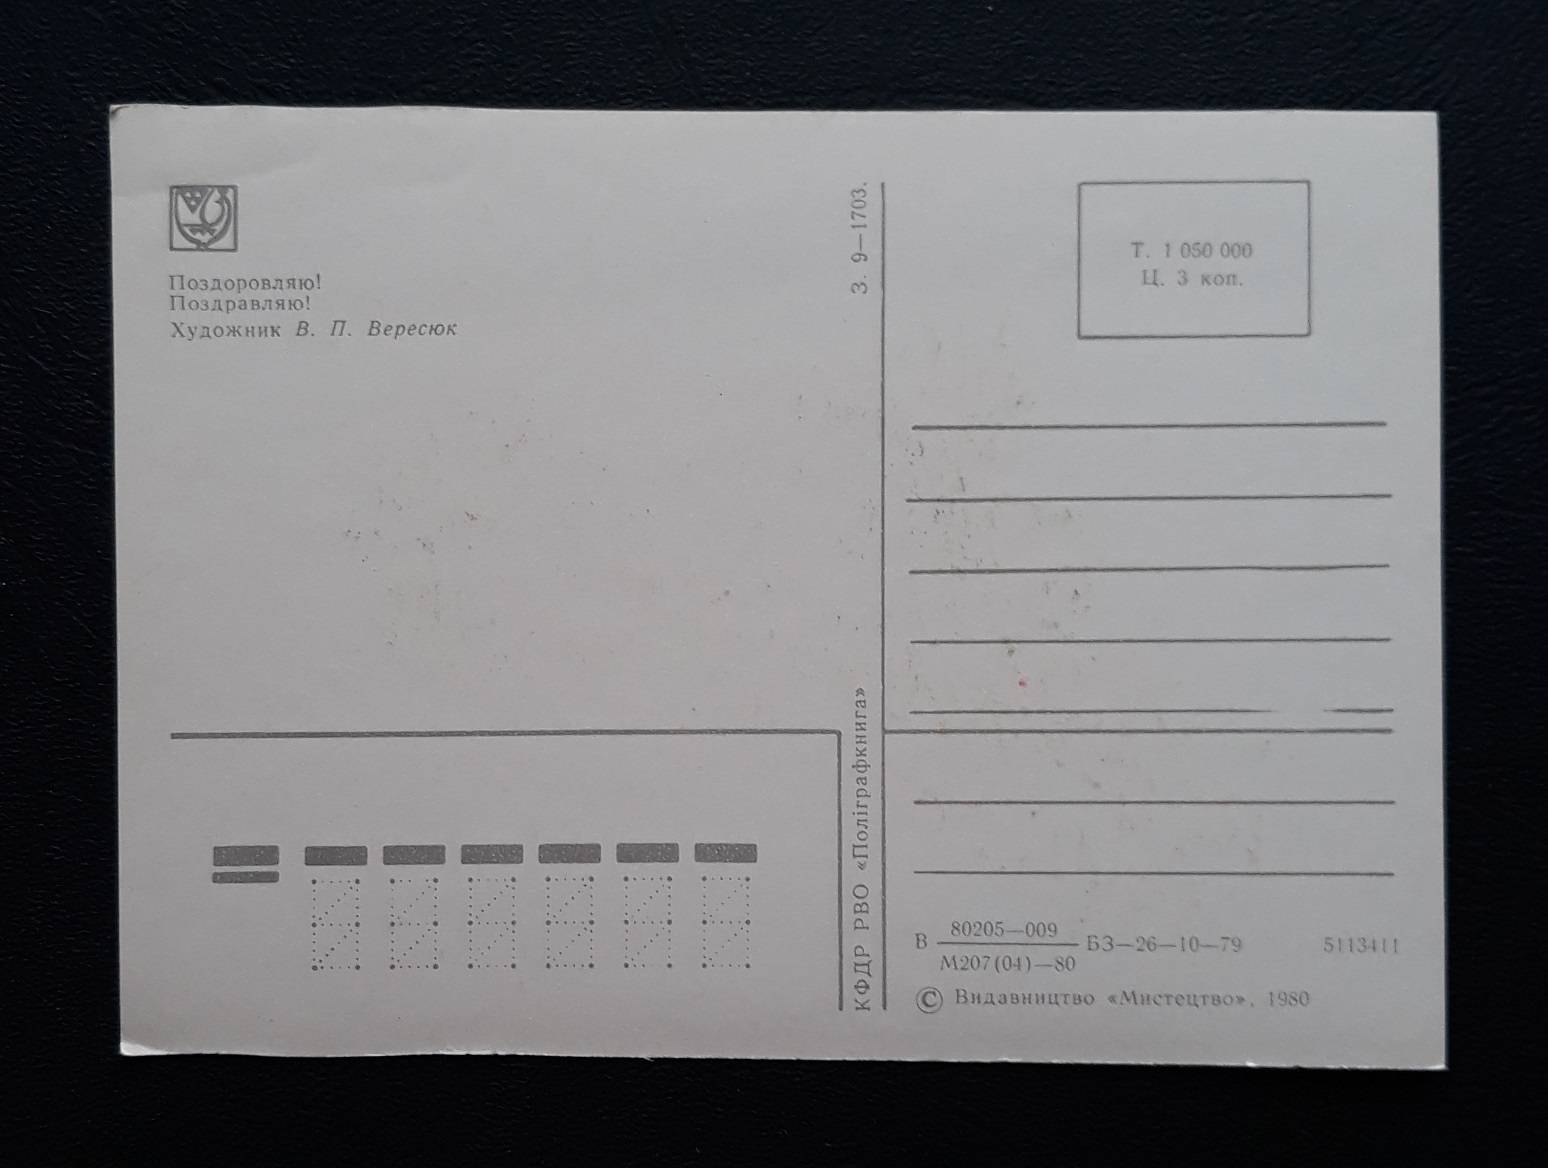 Поздоровляю!
Поздравляю!
Художник В. П. Вересюк
З. 9—1703.
КФДР РВО «Поліграфкнига»
Т. 1 050 000
Ц. 3 коп.
В 80205—009 БЗ—26—10—79 5113411
М207(04)—80
© Видавництво «Мистецтво», 1980